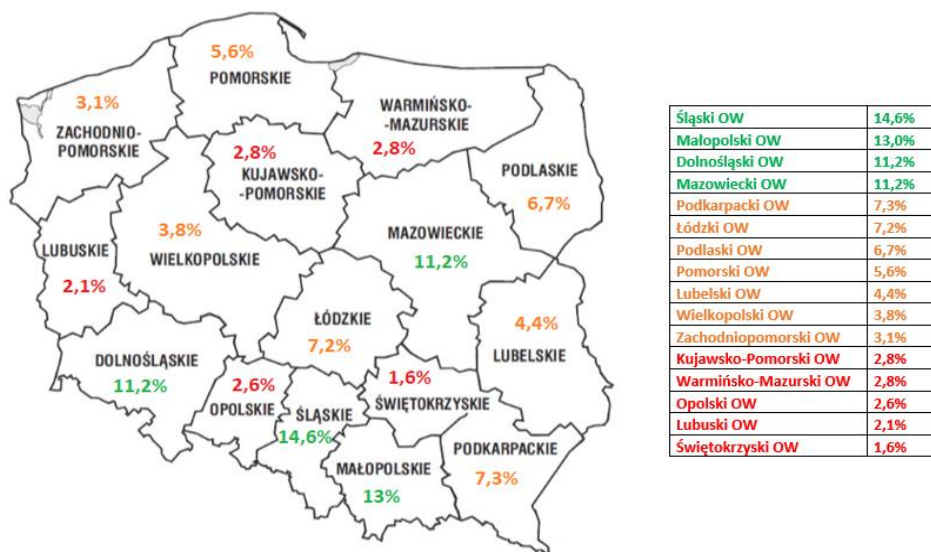 5,6%
POMORSKIE
3,1%
ZACHODNIO-
POMORSKIE
WARMIŃSKO-
-MAZURSKIE
2,8%
2,8%
KUJAWSKO-
-POMORSKIE
PODLASKIE
6,7%
3,8%
WIELKOPOLSKIE
MAZOWIECKIE
11,2%
LUBUSKIE
2,1%
ŁÓDZKIE
7,2%
4,4%
LUBELSKIE
DOLNOŚLĄSKIE
11,2%
2,6%
OPOLSKIE
ŚLĄSKIE
14,6%
1,6%
ŚWIĘTOKRZYSKIE
MAŁOPOLSKIE
13%
PODKARPACKIE
7,3%
Śląski OW 14,6%
Małopolski OW 13,0%
Dolnośląski OW 11,2%
Mazowiecki OW 11,2%
Podkarpacki OW 7,3%
Łódzki OW 7,2%
Podlaski OW 6,7%
Pomorski OW 5,6%
Lubelski OW 4,4%
Wielkopolski OW 3,8%
Zachodniopomorski OW 3,1%
Kujawsko-Pomorski OW 2,8%
Warmińsko-Mazurski OW 2,8%
Opolski OW 2,6%
Lubuski OW 2,1%
Świętokrzyski OW 1,6%